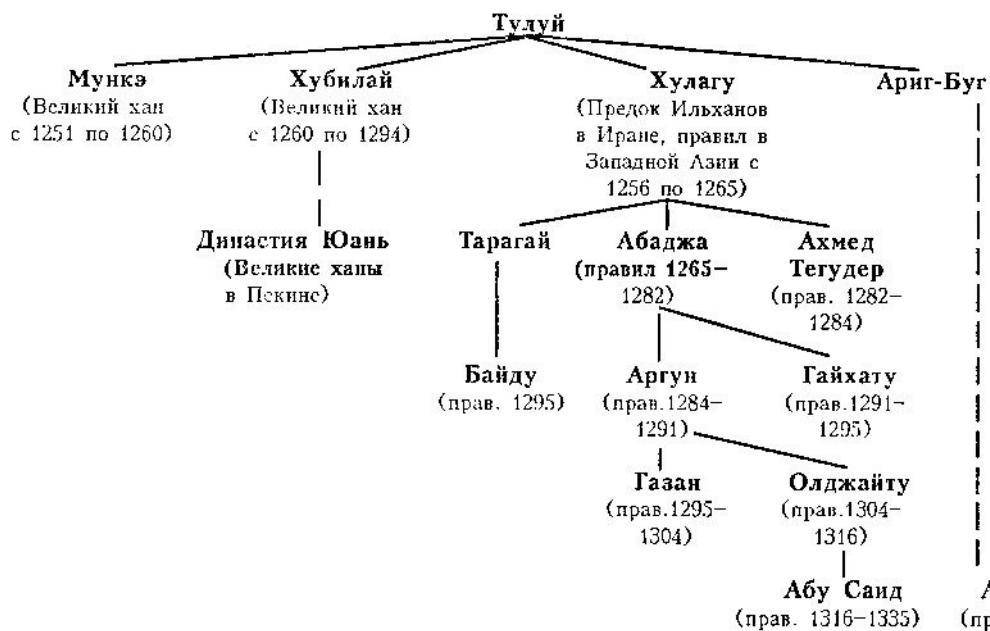 Тулуй
Мункэ Хубилай Хулагу Ариг-Буг
(Великий хан (Великий хан (Предок Ильханов
с 1251 по 1260) с 1260 по 1294) в Иране, правил в
Западной Азии с
1256 по 1265)
Династия Юань Тарагай Абаджа Ахмед
(Великие ханы (правил 1265– Тегудер
в Пекине) 1282) (прав. 1282–
1284)
Байду Аргун Гайхату
(прав. 1295) (прав.1284– (прав.1291–
1291) 1295)
Газан Олджайту
(прав.1295– (прав.1304–
1304) 1316)
Абу Саид А
(прав. 1316–1335) (пр